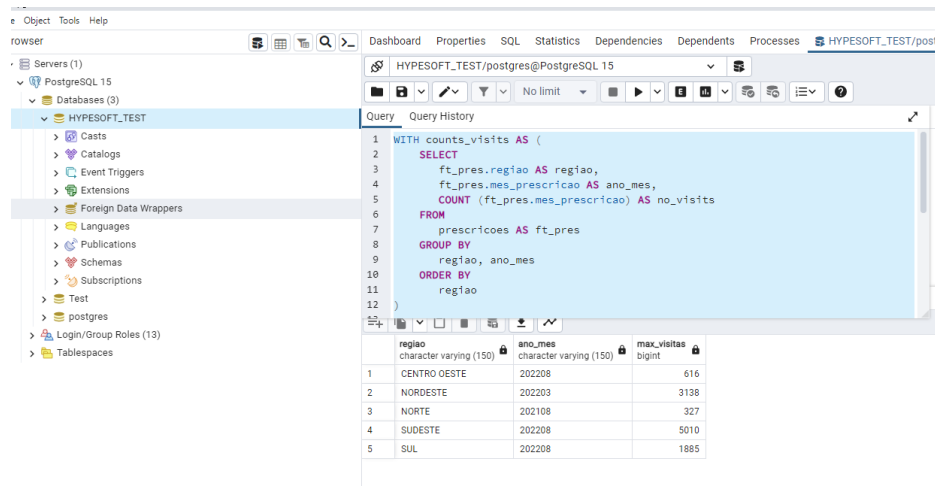 e Object Tools Help
rowser
Dashboard Properties SQL Statistics Dependencies Dependents Processes HYPESOFT_TEST/post
Servers (1)
PostgreSQL 15
Databases (3)
HYPESOFT_TEST
Casts
Catalogs
Event Triggers
Extensions
Foreign Data Wrappers
Languages
Publications
Schemas
Subscriptions
Test
postgres
Login/Group Roles (13)
Tablespaces
HYPESOFT_TEST/postgres@PostgreSQL 15
No limit
E
Query Query History
1 WITH counts_visits AS (
2 SELECT
3 ft_pres.regiao AS regiao,
4 ft_pres.mes_prescricao AS ano_mes,
5 COUNT (ft_pres.mes_prescricao) AS no_visits
6 FROM
7 prescricoes AS ft_pres
8 GROUP BY
9 regiao, ano_mes
10 ORDER BY
11 regiao
12 )
regiao ano_mes max_visitas
character varying (150) character varying (150) bigint
1 CENTRO OESTE 202208 616
2 NORDESTE 202203 3138
3 NORTE 202108 327
4 SUDESTE 202208 5010
5 SUL 202208 1885